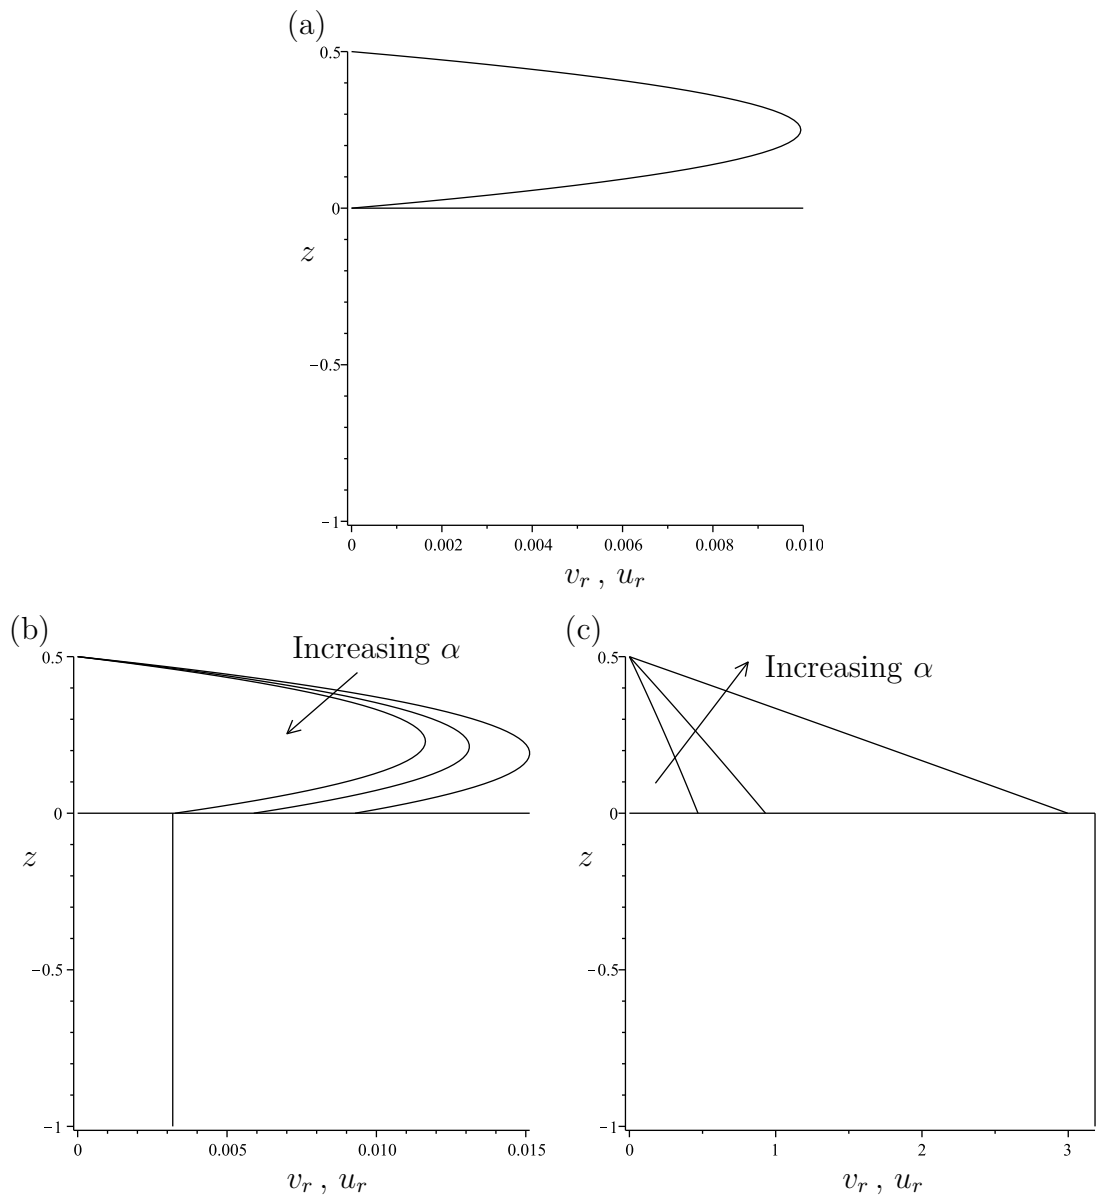 (a)
0.5
0
z
−0.5
−1
0 0.002 0.004 0.006 0.008 0.010
v_r , u_r
(b)
Increasing α
0.5
0
z
−0.5
−1
0 0.005 0.010 0.015
v_r , u_r
(c)
Increasing α
0.5
0
z
−0.5
−1
0 1 2 3
v_r , u_r